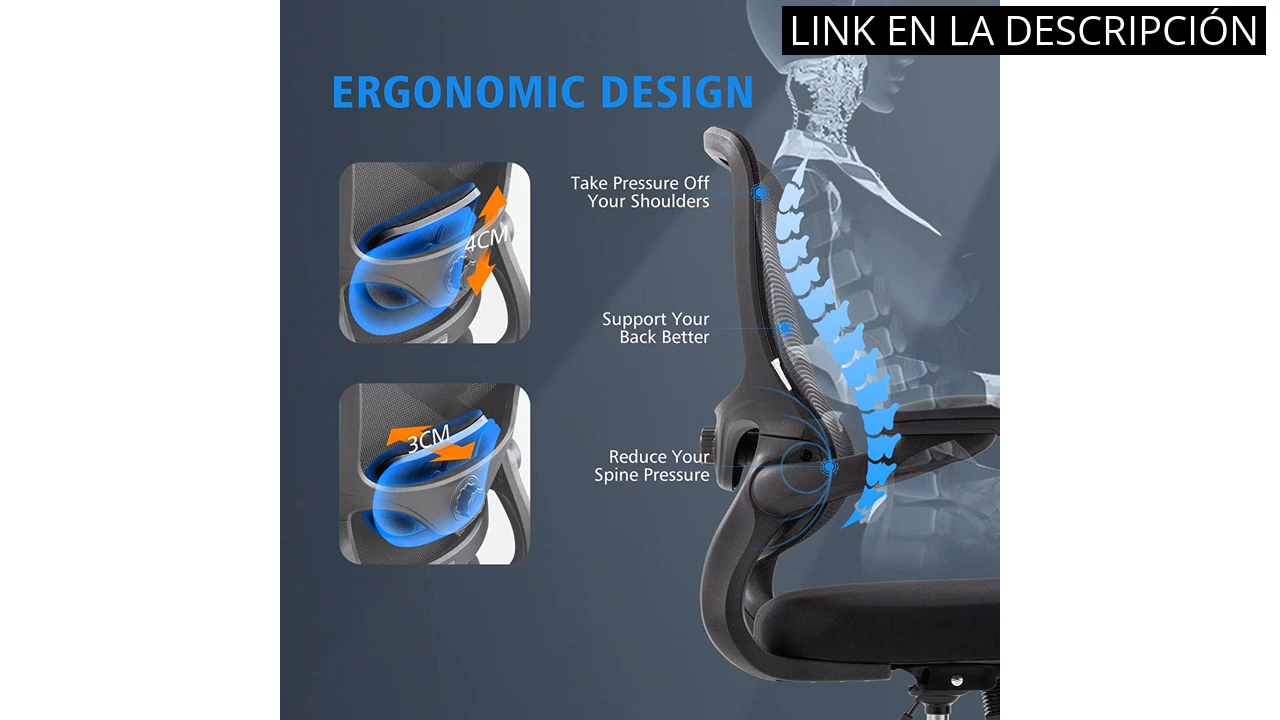 LINK EN LA DESCRIPCIÓN
ERGONOMIC DESIGN
Take Pressure Off
Your Shoulders
4CM
Support Your
Back Better
3CM
Reduce Your
Spine Pressure